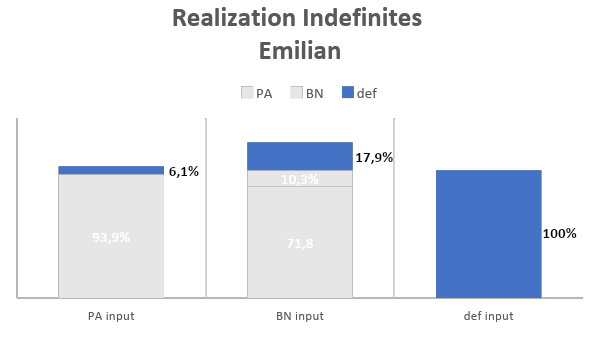 Realization Indefinites
Emilian
PA BN def
6,1%
17,9%
10,3%
93,9%
71,8
100%
PA input BN input def input